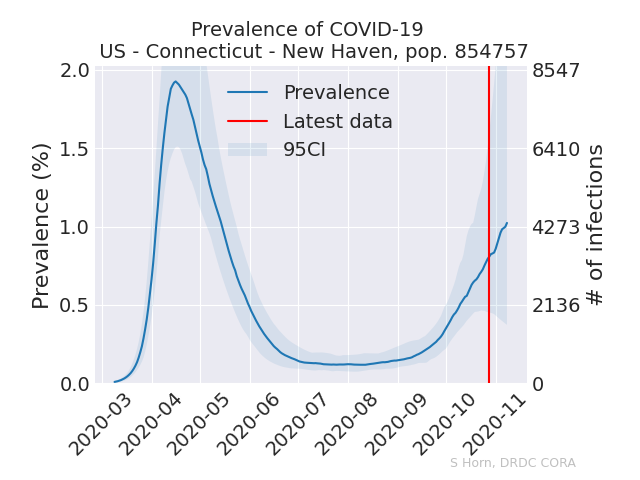 Prevalence of COVID-19
US - Connecticut - New Haven, pop. 854757
Prevalence (%)
2.0
1.5
1.0
0.5
0.0
Prevalence
Latest data
95CI
8547
6410
4273
2136
0
# of infections
2020-03
2020-04
2020-05
2020-06
2020-07
2020-08
2020-09
2020-10
2020-11
S Horn, DRDC CORA